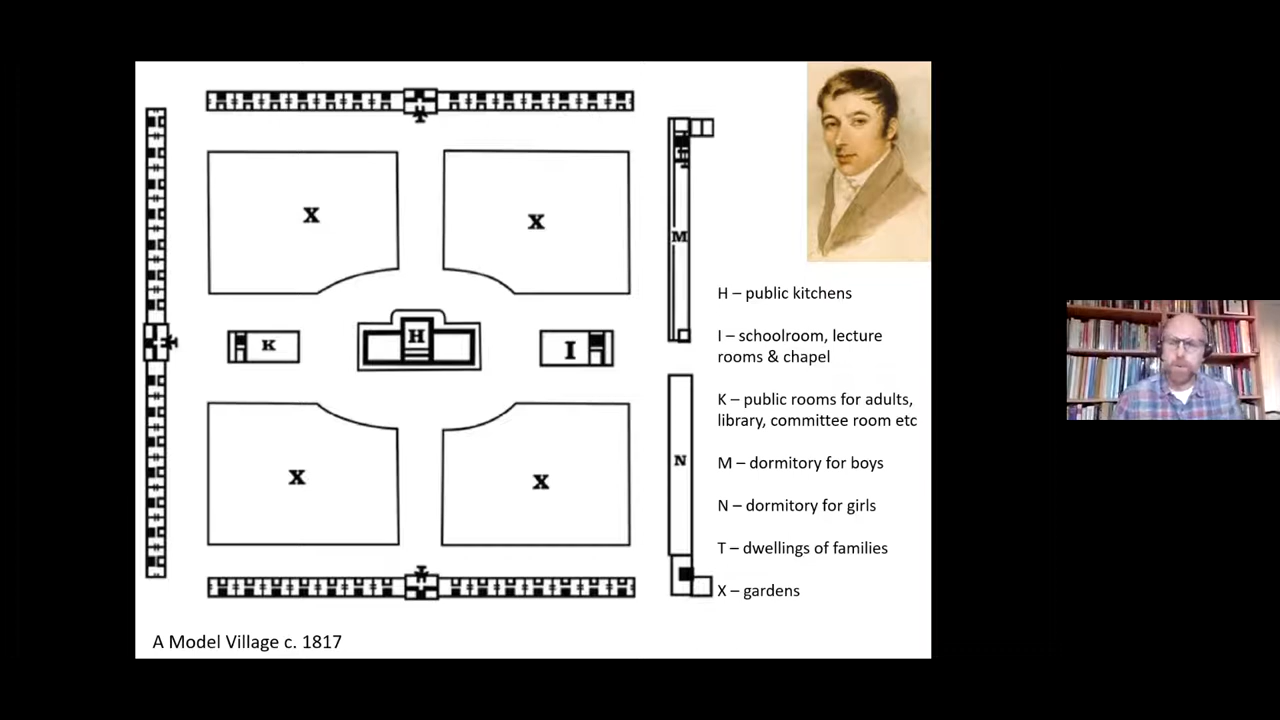 X
X
M
K
H
I
N
X
X
H – public kitchens
I – schoolroom, lecture
rooms & chapel
K – public rooms for adults,
library, committee room etc
M – dormitory for boys
N – dormitory for girls
T – dwellings of families
X – gardens
A Model Village c. 1817